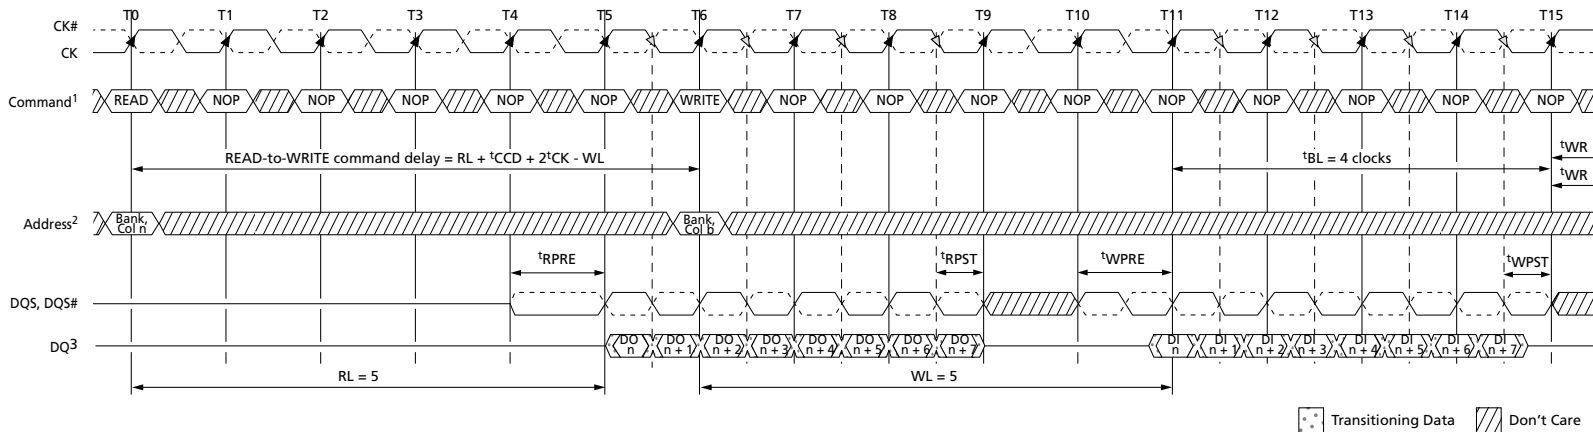 T0 T1 T2 T3 T4 T5 T6 T7 T8 T9 T10 T11 T12 T13 T14 T15
CK#
CK
Command¹ READ NOP NOP NOP NOP NOP WRITE NOP NOP NOP NOP NOP NOP NOP NOP NOP
READ-to-WRITE command delay = RL + ᵗCCD + 2ᵗCK - WL
ᵗBL = 4 clocks
ᵗWR
ᵗWR
Address²
Bank, Col n
Bank, Col b
ᵗRPRE ᵗRPST ᵗWPRE ᵗWPST
DQS, DQS#
DQ³
DO n
DO n + 1
DO n + 2
DO n + 3
DO n + 4
DO n + 5
DO n + 6
DO n + 7
DI n
DI n + 1
DI n + 2
DI n + 3
DI n + 4
DI n + 5
DI n + 6
DI n + 7
RL = 5 WL = 5
Transitioning Data Don't Care